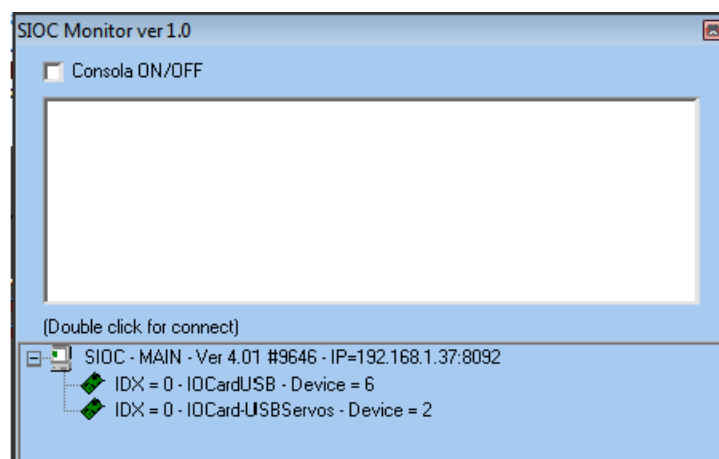 SIOC Monitor ver 1.0
Consola ON/OFF
(Double click for connect)
SIOC - MAIN - Ver 4.01 #9646 - IP=192.168.1.37:8092
IDX = 0 - IOCardUSB - Device = 6
IDX = 0 - IOCard-USBServos - Device = 2